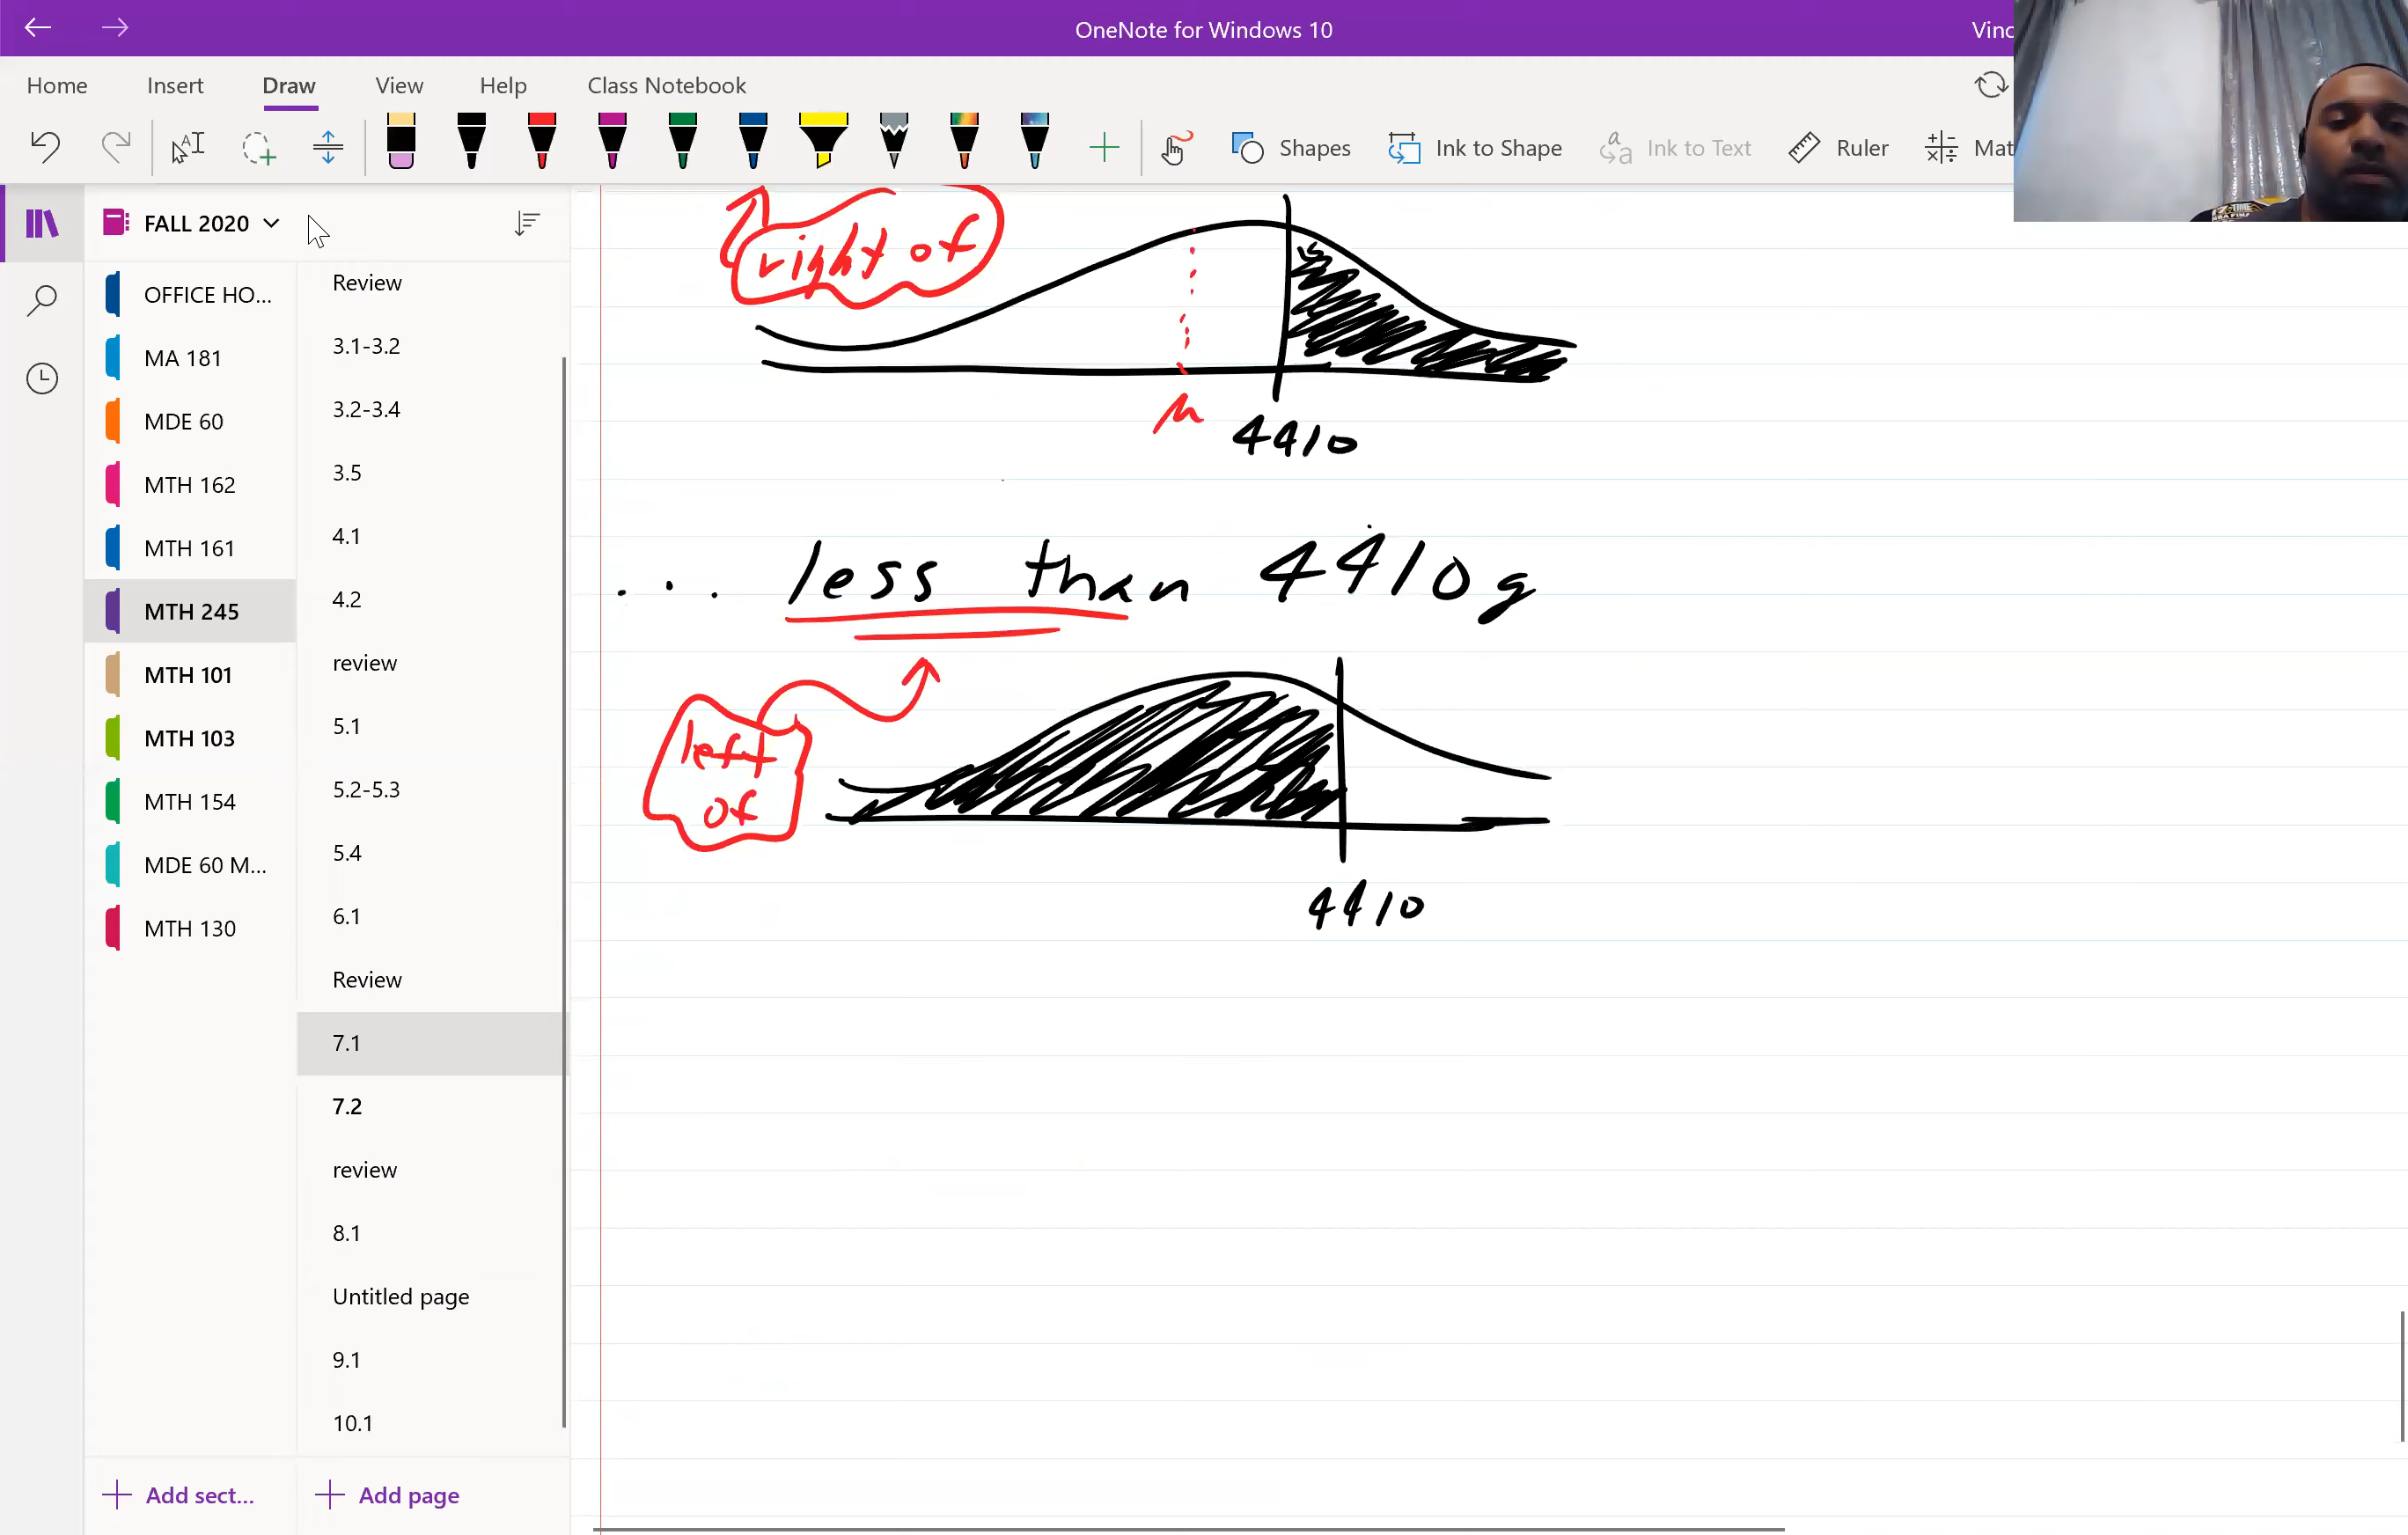 OneNote for Windows 10
Vinc
Home
Insert
Draw
View
Help
Class Notebook
Shapes
Ink to Shape
Ink to Text
Ruler
Mat
FALL 2020
OFFICE HO...
MA 181
MDE 60
MTH 162
MTH 161
MTH 245
MTH 101
MTH 103
MTH 154
MDE 60 M...
MTH 130
Add sect...
Review
3.1-3.2
3.2-3.4
3.5
4.1
4.2
review
5.1
5.2-5.3
5.4
6.1
Review
7.1
7.2
review
8.1
Untitled page
9.1
10.1
Add page
right of
μ
4410
... less than 4410g
left
of
4410